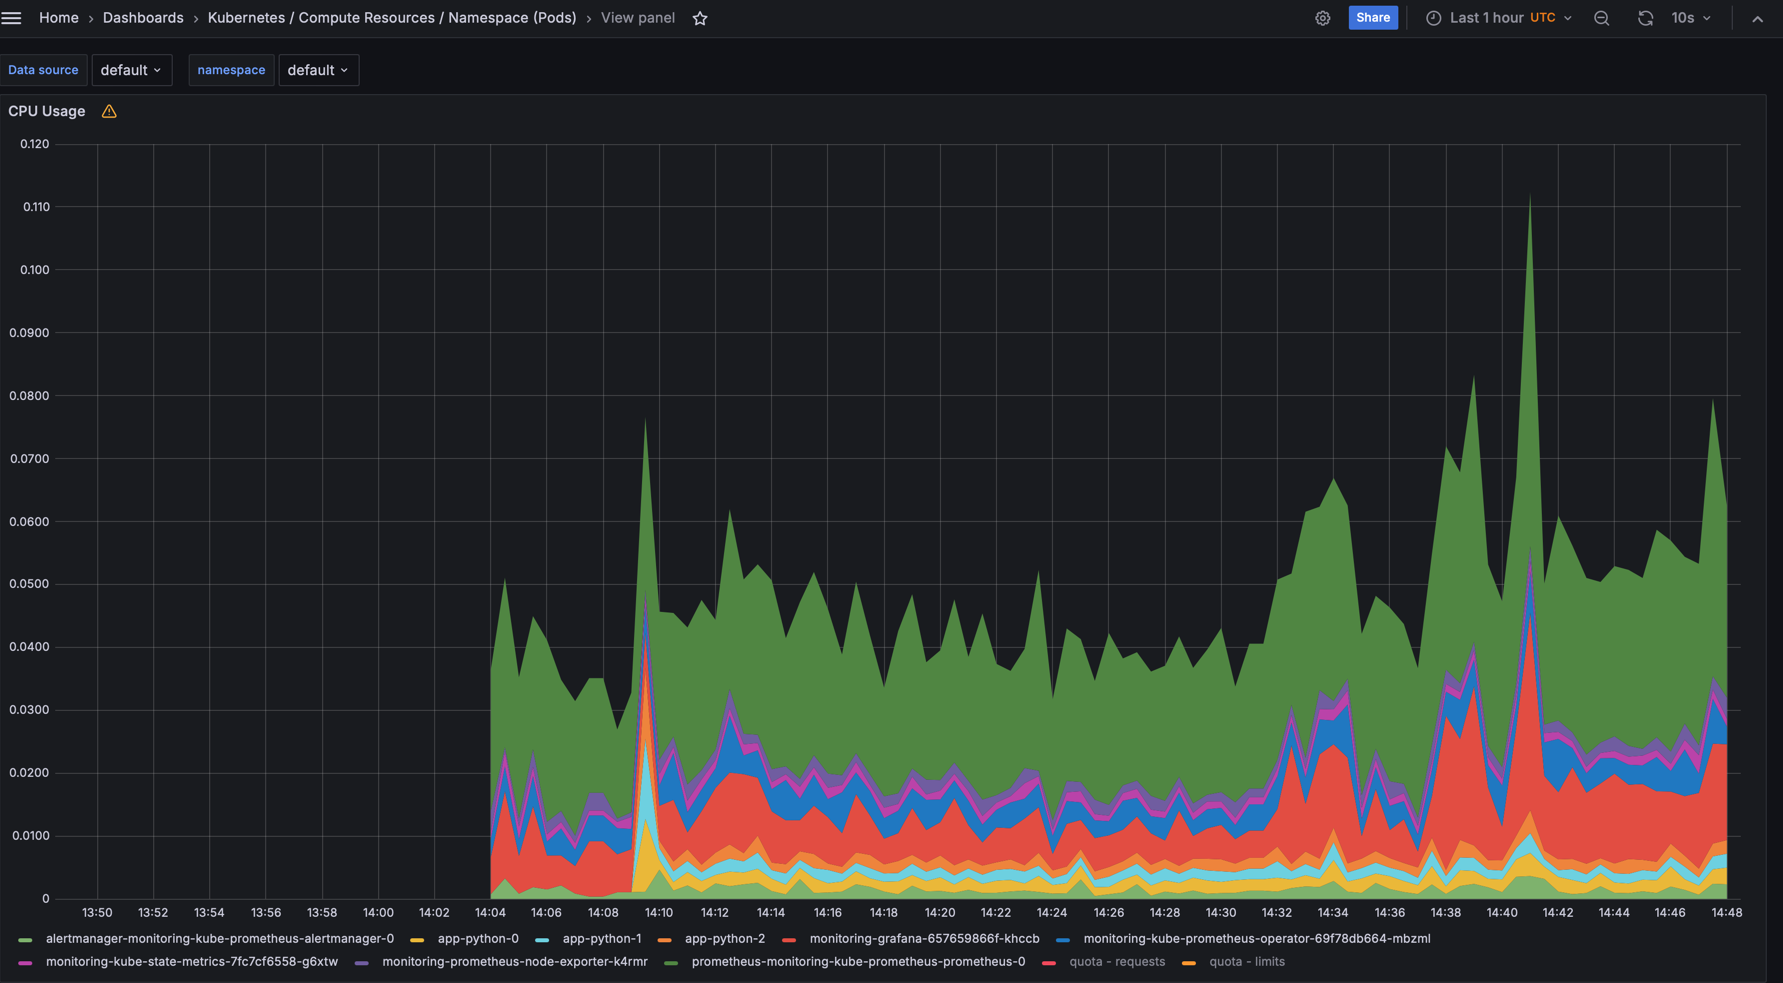 Home › Dashboards › Kubernetes / Compute Resources / Namespace (Pods) › View panel Share Last 1 hour UTC 10s
Data source default namespace default
CPU Usage
0.120
0.110
0.100
0.0900
0.0800
0.0700
0.0600
0.0500
0.0400
0.0300
0.0200
0.0100
0
13:50 13:52 13:54 13:56 13:58 14:00 14:02 14:04 14:06 14:08 14:10 14:12 14:14 14:16 14:18 14:20 14:22 14:24 14:26 14:28 14:30 14:32 14:34 14:36 14:38 14:40 14:42 14:44 14:46 14:48
alertmanager-monitoring-kube-prometheus-alertmanager-0 app-python-0 app-python-1 app-python-2 monitoring-grafana-657659866f-khccb monitoring-kube-prometheus-operator-69f78db664-mbzml
monitoring-kube-state-metrics-7fc7cf6558-g6xtw monitoring-prometheus-node-exporter-k4rmr prometheus-monitoring-kube-prometheus-prometheus-0 quota - requests quota - limits